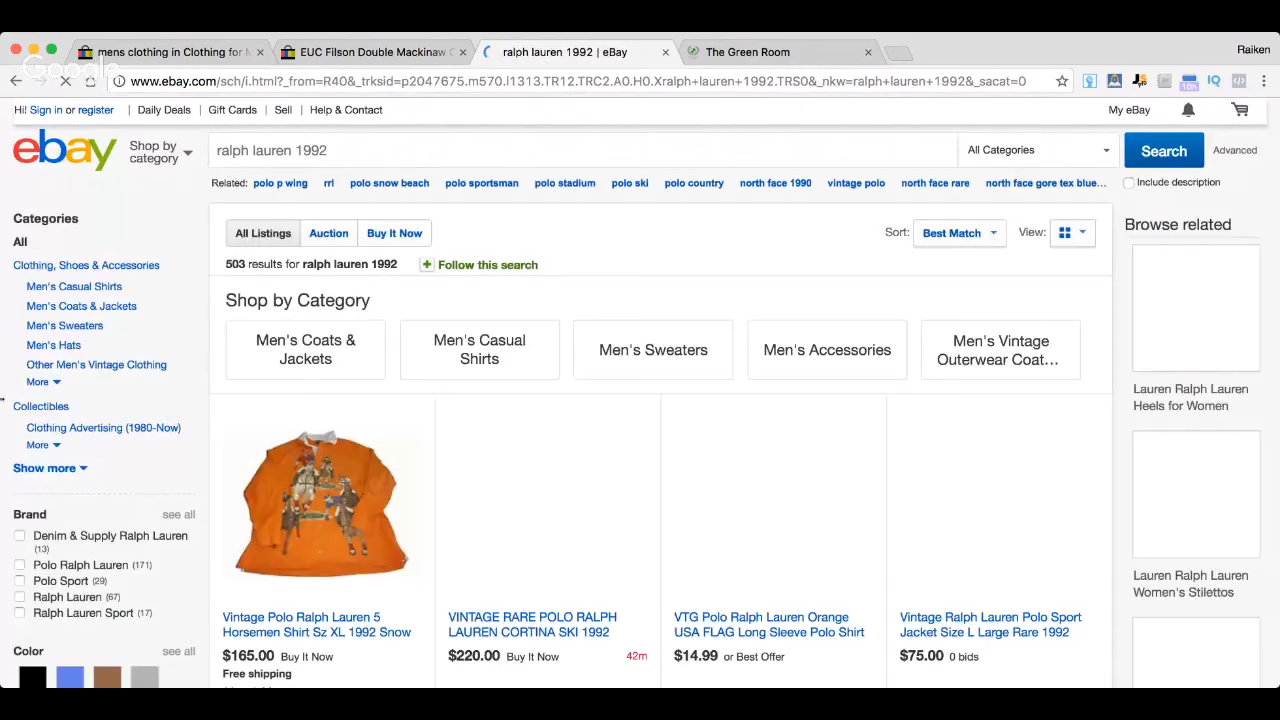 mens clothing in Clothing for M
EUC Filson Double Mackinaw C
ralph lauren 1992 | eBay
The Green Room
Raiken
Google
www.ebay.com/sch/i.html?_from=R40&_trksid=p2047675.m570.l1313.TR12.TRC2.A0.H0.Xralph+lauren+1992.TRS0&_nkw=ralph+lauren+1992&_sacat=0
10h
IQ
Hi! Sign in or register
Daily Deals
Gift Cards
Sell
Help & Contact
My eBay
ebay
Shop by category
ralph lauren 1992
All Categories
Search
Advanced
Related:
polo p wing
rrl
polo snow beach
polo sportsman
polo stadium
polo ski
polo country
north face 1990
vintage polo
north face rare
north face gore tex blue...
Include description
Categories
All
Clothing, Shoes & Accessories
Men's Casual Shirts
Men's Coats & Jackets
Men's Sweaters
Men's Hats
Other Men's Vintage Clothing
More
Collectibles
Clothing Advertising (1980-Now)
More
Show more
Brand
see all
Denim & Supply Ralph Lauren
(13)
Polo Ralph Lauren (171)
Polo Sport (29)
Ralph Lauren (67)
Ralph Lauren Sport (17)
Color
see all
All Listings
Auction
Buy It Now
Sort:
Best Match
View:
503 results for ralph lauren 1992
Follow this search
Shop by Category
Men's Coats &
Jackets
Men's Casual
Shirts
Men's Sweaters
Men's Accessories
Men's Vintage
Outerwear Coat…
Vintage Polo Ralph Lauren 5
Horsemen Shirt Sz XL 1992 Snow
$165.00 Buy It Now
Free shipping
VINTAGE RARE POLO RALPH
LAUREN CORTINA SKI 1992
$220.00 Buy It Now
42m
VTG Polo Ralph Lauren Orange
USA FLAG Long Sleeve Polo Shirt
$14.99 or Best Offer
Vintage Ralph Lauren Polo Sport
Jacket Size L Large Rare 1992
$75.00 0 bids
Browse related
Lauren Ralph Lauren
Heels for Women
Lauren Ralph Lauren
Women's Stilettos